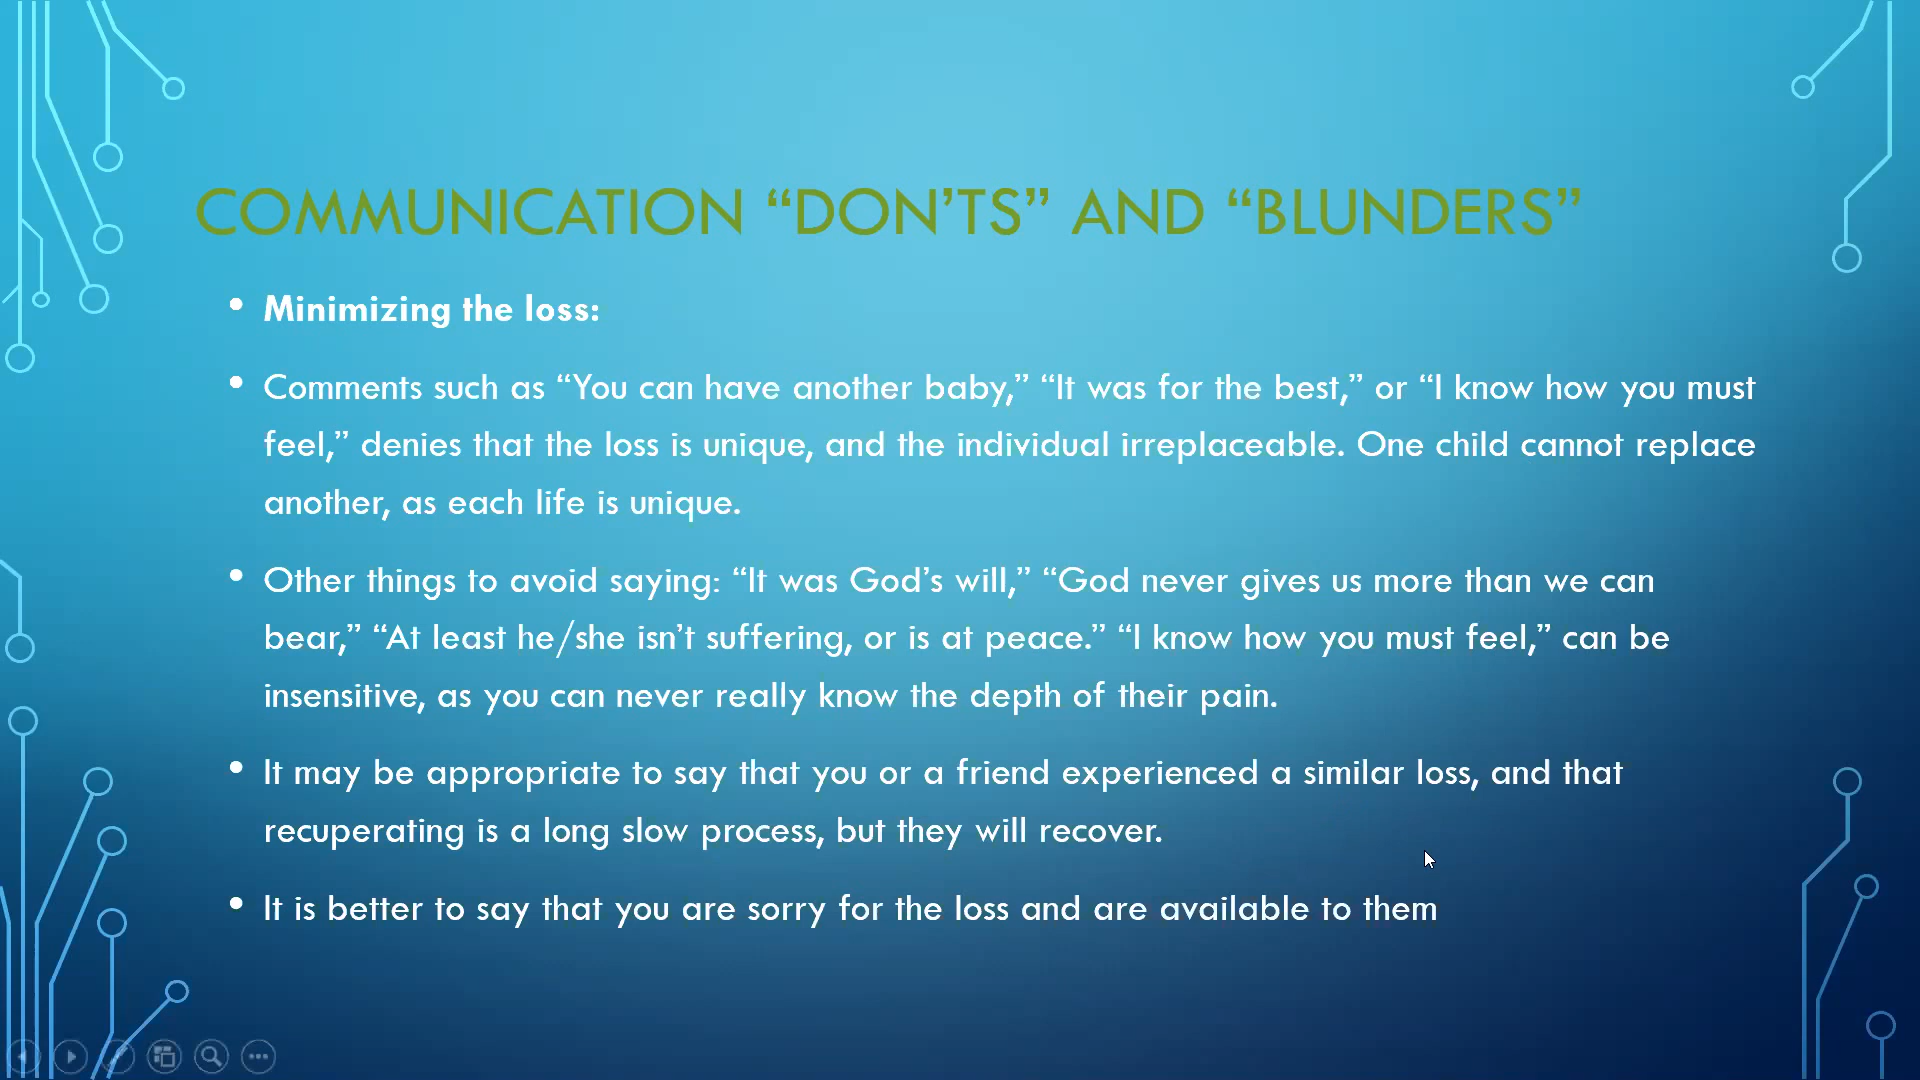 COMMUNICATION “DON’TS” AND “BLUNDERS”
• Minimizing the loss:
• Comments such as “You can have another baby,” “It was for the best,” or “I know how you must
feel,” denies that the loss is unique, and the individual irreplaceable. One child cannot replace
another, as each life is unique.
• Other things to avoid saying: “It was God’s will,” “God never gives us more than we can
bear,” “At least he/she isn’t suffering, or is at peace.” “I know how you must feel,” can be
insensitive, as you can never really know the depth of their pain.
• It may be appropriate to say that you or a friend experienced a similar loss, and that
recuperating is a long slow process, but they will recover.
• It is better to say that you are sorry for the loss and are available to them